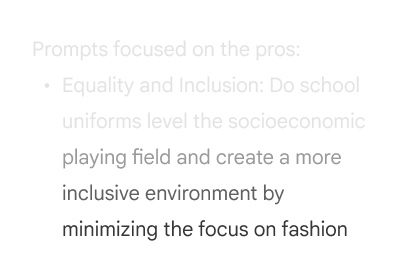 Prompts focused on the pros:
• Equality and Inclusion: Do school
uniforms level the socioeconomic
playing field and create a more
inclusive environment by
minimizing the focus on fashion